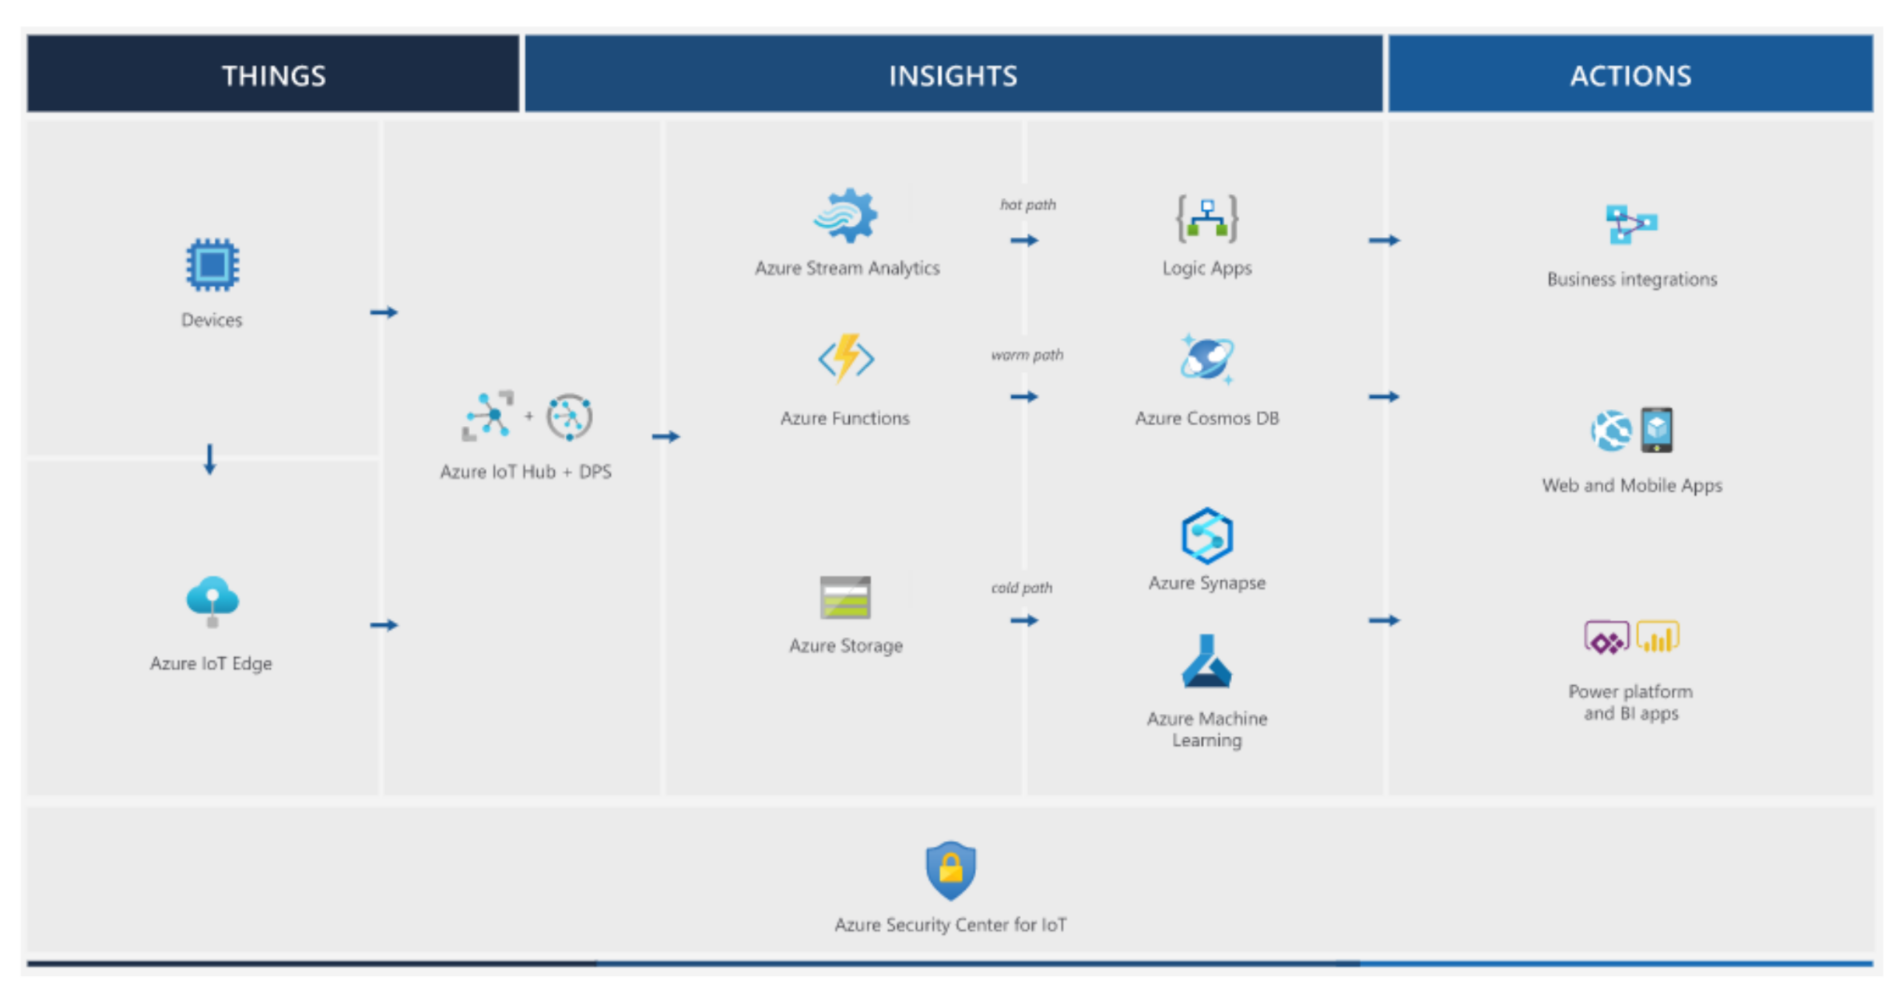 THINGS
INSIGHTS
ACTIONS
Devices
Azure IoT Edge
+
Azure IoT Hub + DPS
Azure Stream Analytics
Azure Functions
Azure Storage
hot path
warm path
cold path
Logic Apps
Azure Cosmos DB
Azure Synapse
Azure Machine
Learning
Business integrations
Web and Mobile Apps
Power platform
and BI apps
Azure Security Center for IoT